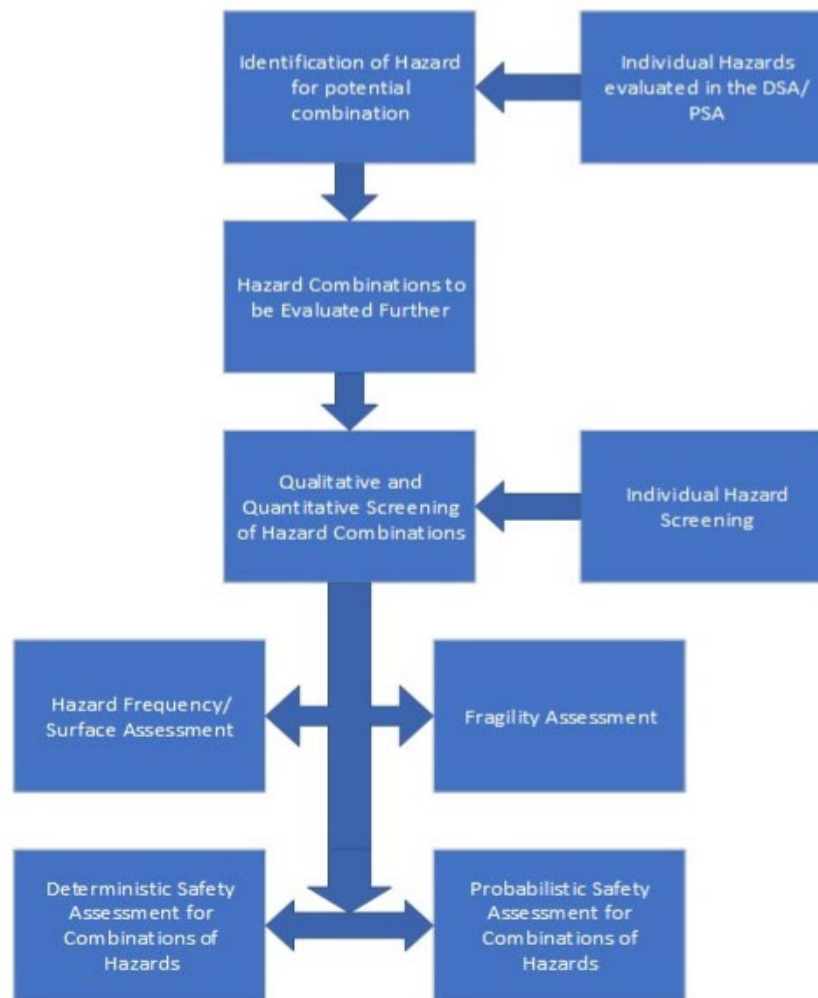 Identification of Hazard
for potential
combination
Individual Hazards
evaluated in the DSA/
PSA
Hazard Combinations to
be Evaluated Further
Qualitative and
Quantitative Screening
of Hazard Combinations
Individual Hazard
Screening
Hazard Frequency/
Surface Assessment
Fragility Assessment
Deterministic Safety
Assessment for
Combinations of
Hazards
Probabilistic Safety
Assessment for
Combinations of
Hazards